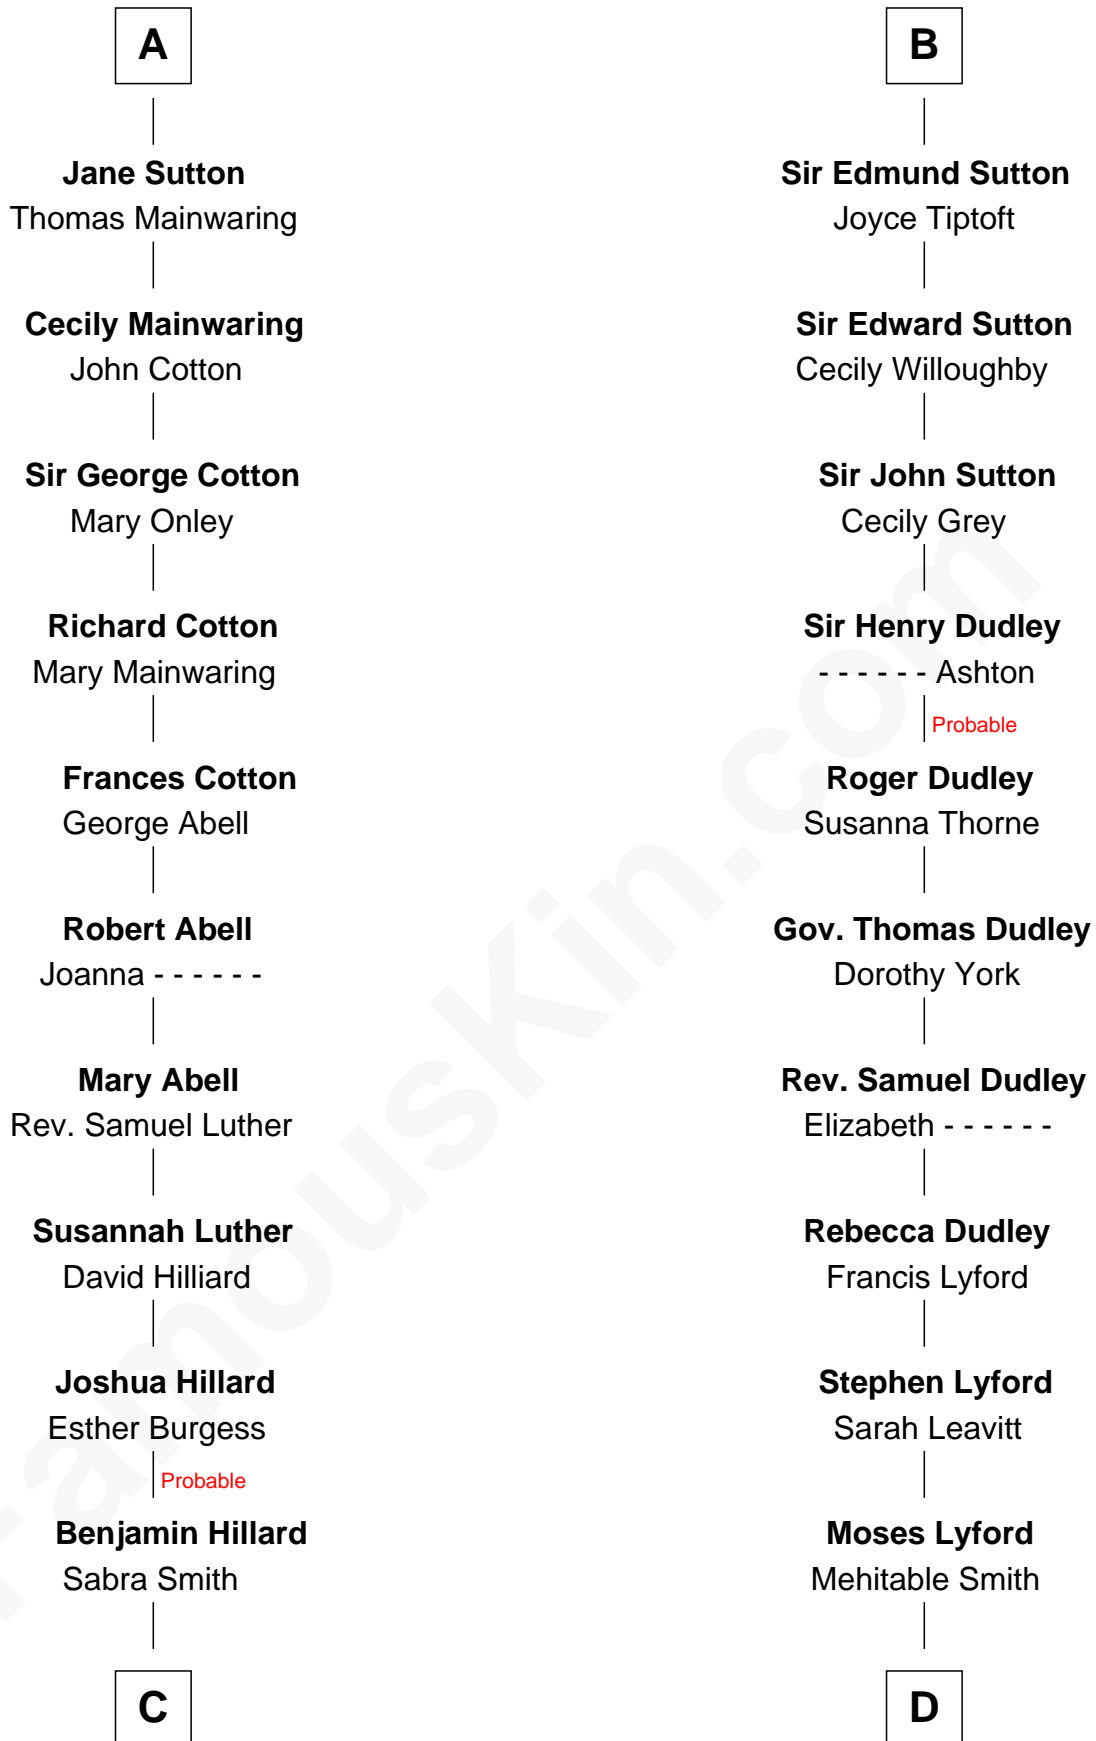 A
Jane Sutton
Thomas Mainwaring
Cecily Mainwaring
John Cotton
Sir George Cotton
Mary Onley
Richard Cotton
Mary Mainwaring
Frances Cotton
George Abell
Robert Abell
Joanna - - - - - -
Mary Abell
Rev. Samuel Luther
Susannah Luther
David Hilliard
Joshua Hillard
Esther Burgess
Probable
Benjamin Hillard
Sabra Smith
C
B
Sir Edmund Sutton
Joyce Tiptoft
Sir Edward Sutton
Cecily Willoughby
Sir John Sutton
Cecily Grey
Sir Henry Dudley
- - - - - - Ashton
Probable
Roger Dudley
Susanna Thorne
Gov. Thomas Dudley
Dorothy York
Rev. Samuel Dudley
Elizabeth - - - - - -
Rebecca Dudley
Francis Lyford
Stephen Lyford
Sarah Leavitt
Moses Lyford
Mehitable Smith
D
FamousKin.com